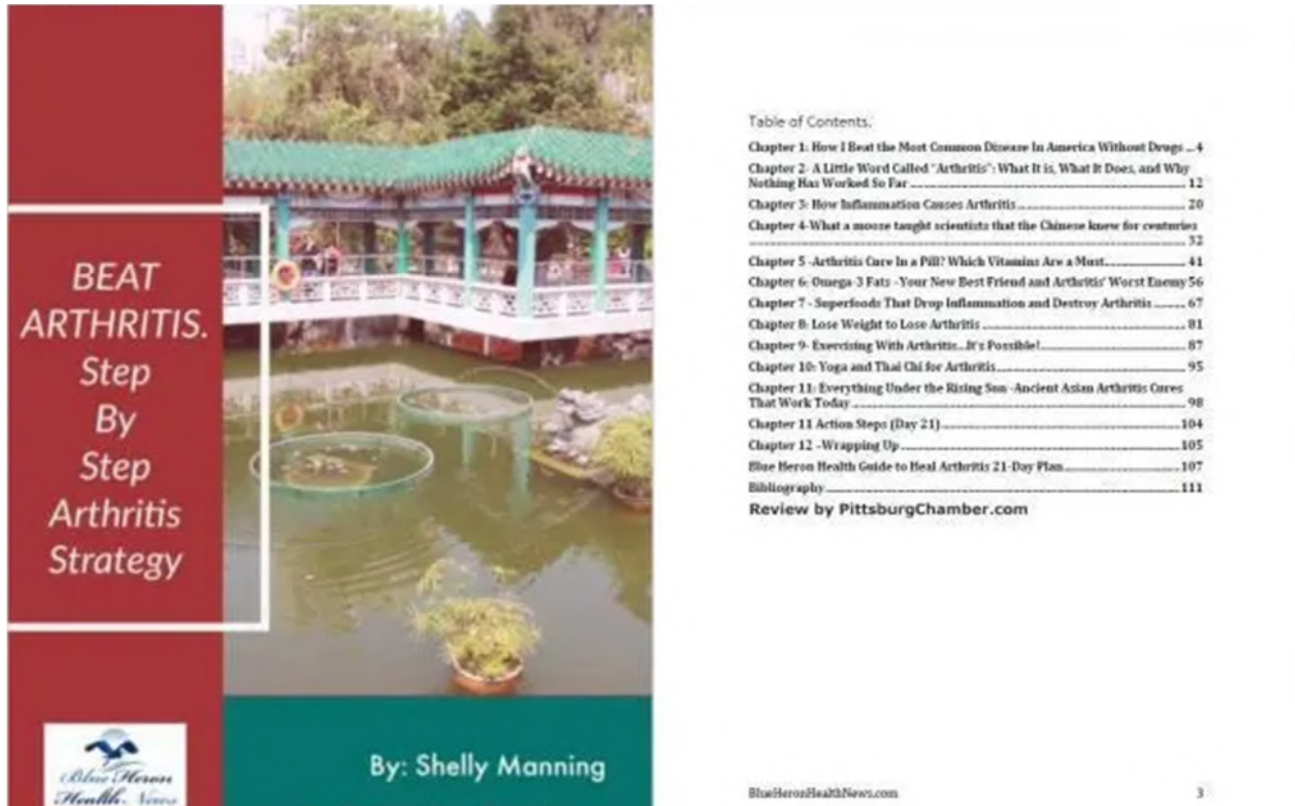 BEAT
ARTHRITIS.
Step
By
Step
Arthritis
Strategy
Blue Heron
Health News
By: Shelly Manning
Table of Contents.
Chapter 1: How I Beat the Most Common Disease In America Without Drugs ...4
Chapter 2- A Little Word Called "Arthritis": What It is, What It Does, and Why
Nothing Has Worked So Far ... 12
Chapter 3: How Inflammation Causes Arthritis ... 20
Chapter 4-What a moose taught scientists that the Chinese knew for centuries
... 32
Chapter 5 -Arthritis Cure In a Pill? Which Vitamins Are a Must... 41
Chapter 6: Omega-3 Fats -Your New Best Friend and Arthritis' Worst Enemy 56
Chapter 7 - Superfoods That Drop Inflammation and Destroy Arthritis ... 67
Chapter 8: Lose Weight to Lose Arthritis ... 81
Chapter 9- Exercising With Arthritis...It's Possible!... 87
Chapter 10: Yoga and Thai Chi for Arthritis... 95
Chapter 11: Everything Under the Rising Sun -Ancient Asian Arthritis Cures
That Work Today ... 98
Chapter 11 Action Steps (Day 21)... 104
Chapter 12 -Wrapping Up... 105
Blue Heron Health Guide to Heal Arthritis 21-Day Plan... 107
Bibliography... 111
Review by PittsburgChamber.com
BlueHeronHealthNews.com 3